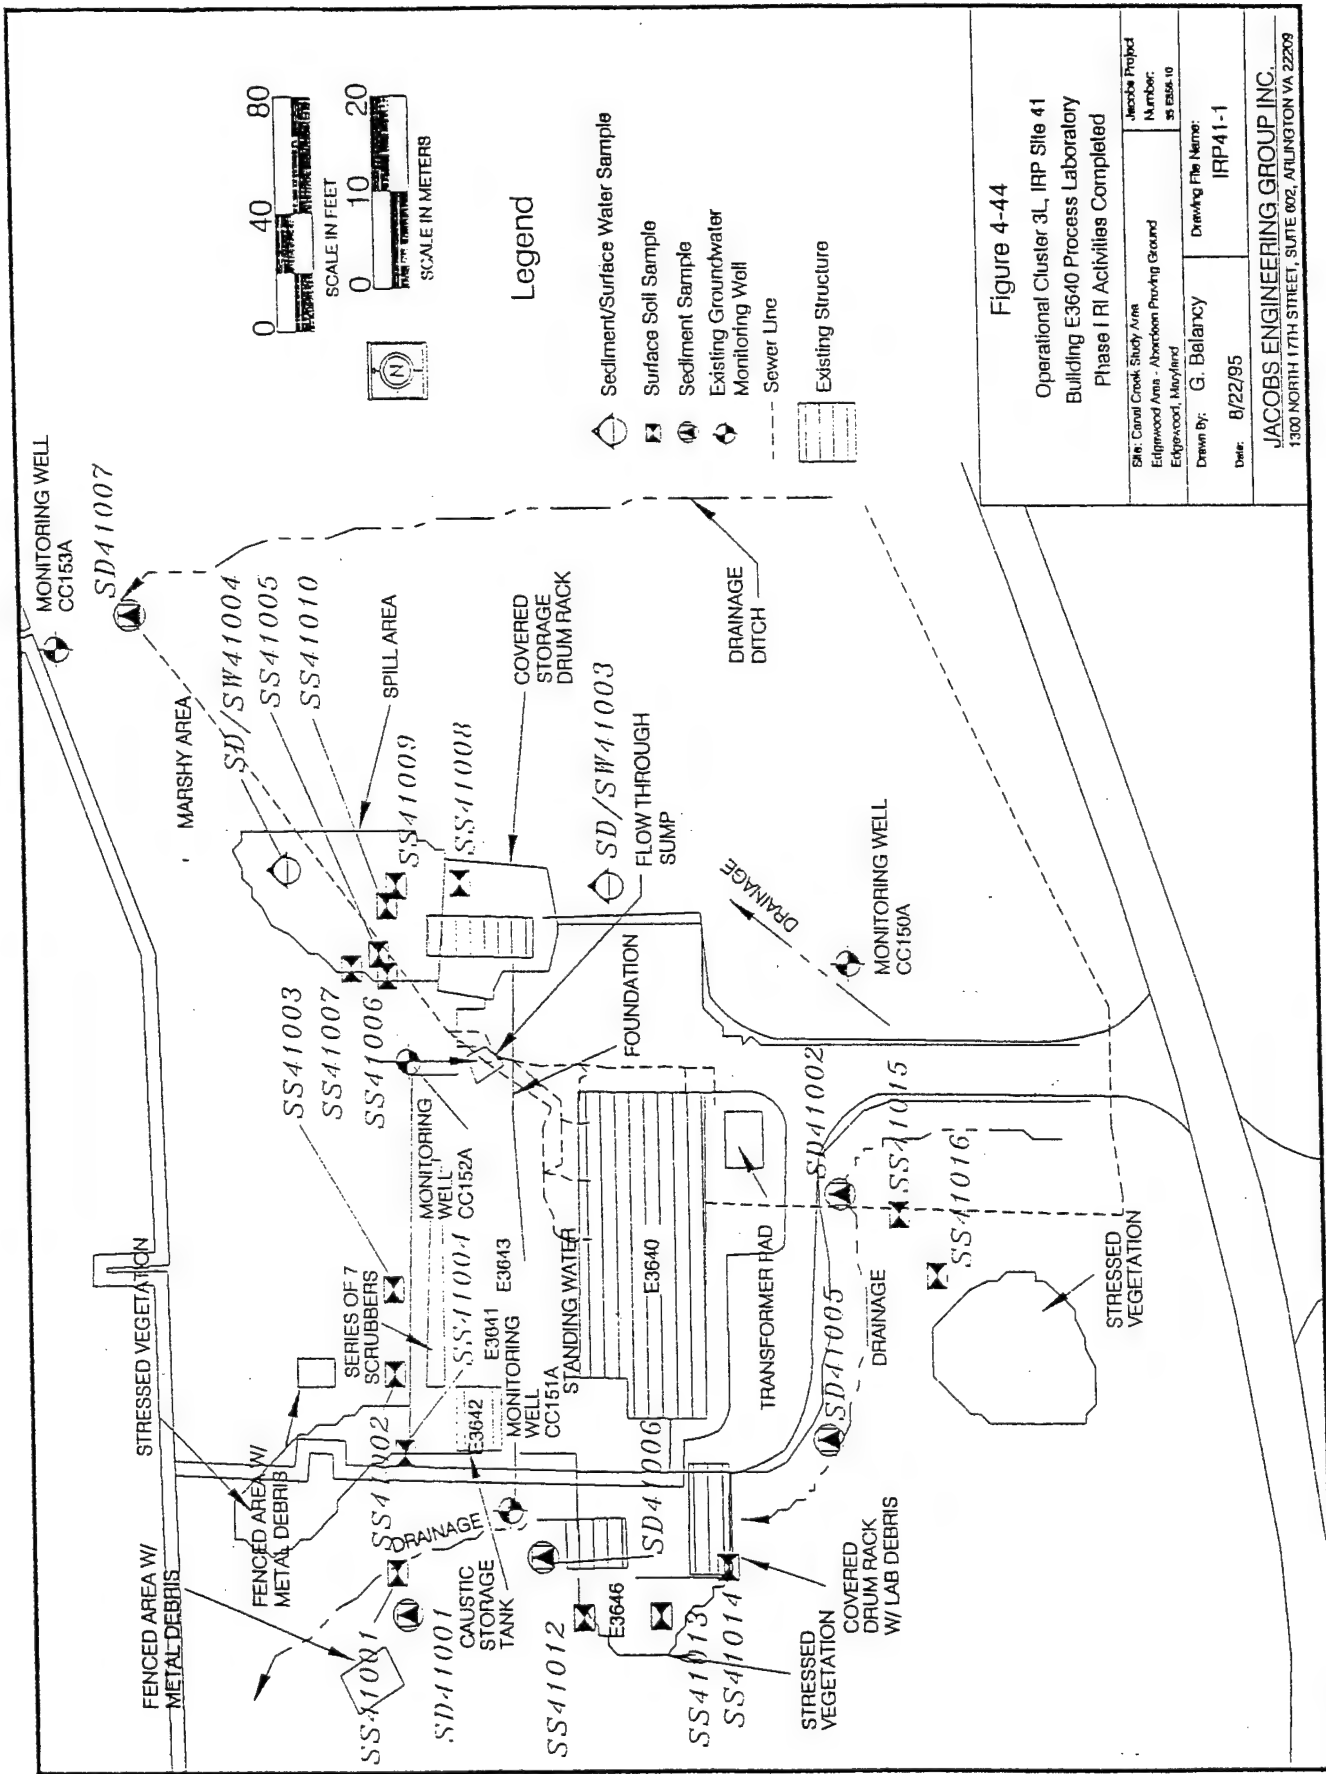 MONITORING WELL
CC153A
SD41007
MARSHY AREA
SD/SW41004
SS41005
SS41010
SPILL AREA
SS41009
SS41008
COVERED
STORAGE
DRUM RACK
SD/SW41003
FLOW THROUGH
SUMP
DRAINAGE
DITCH
DRAINAGE
MONITORING WELL
CC150A
FOUNDATION
SS41003
SS41007
SS41006
MONITORING
WELL
CC152A
SS41004
E3643
E3641
E3642
STRESSED VEGETATION
SERIES OF 7
SCRUBBERS
MONITORING
WELL
CC151A
STANDING WATER
E3640
TRANSFORMER PAD
SD41002
SS41015
SS41016
DRAINAGE
SD41005
STRESSED
VEGETATION
FENCED AREA W/
METAL DEBRIS
FENCED AREA W/
METAL DEBRIS
SS41002
DRAINAGE
SS41001
SD41001
CAUSTIC
STORAGE
TANK
SD41006
SS41012
E3646
SS41013
SS41014
STRESSED
VEGETATION
COVERED
DRUM RACK
W/ LAB DEBRIS
0 40 80
SCALE IN FEET
0 10 20
SCALE IN METERS
N
Legend
Sediment/Surface Water Sample
Surface Soil Sample
Sediment Sample
Existing Groundwater
Monitoring Well
Sewer Line
Existing Structure
Figure 4-44
Operational Cluster 3L, IRP Site 41
Building E3640 Process Laboratory
Phase I RI Activities Completed
Site: Canal Creek Study Area
Edgewood Area - Aberdeen Proving Ground
Edgewood, Maryland
Jacobs Project
Number:
Drawn By: G. Belancy
Date: 8/22/95
Drawing File Name:
IRP41-1
JACOBS ENGINEERING GROUP INC.
1300 NORTH 17TH STREET, SUITE 602, ARLINGTON VA 22209